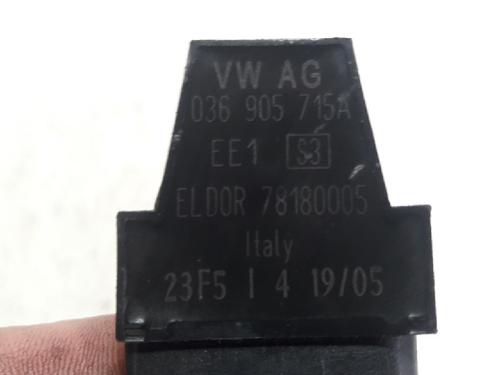 VW AG
036 905 715A
EE1 S3
ELDOR 78180005
Italy
23F5 I 4 19/05